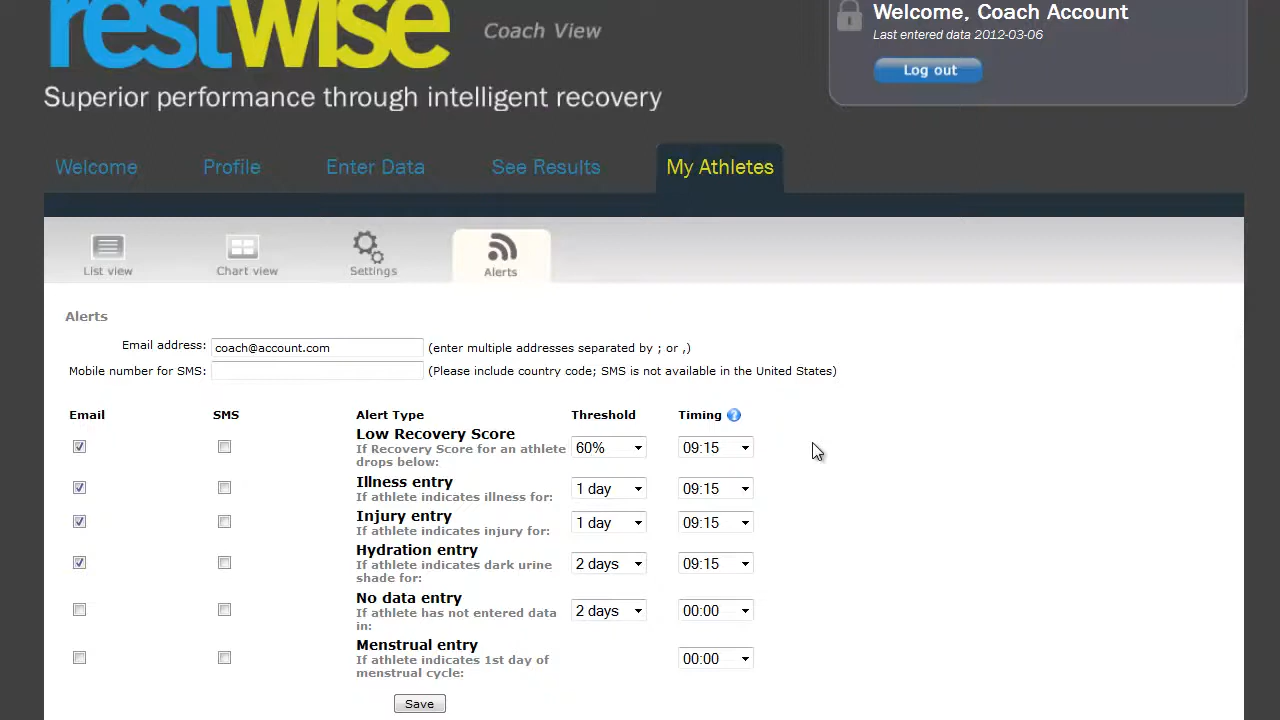 restwise
Coach View
Superior performance through intelligent recovery
Welcome, Coach Account
Last entered data 2012-03-06
Log out
Welcome Profile Enter Data See Results My Athletes
List view Chart view Settings Alerts
Alerts
Email address: coach@account.com (enter multiple addresses separated by ; or ,)
Mobile number for SMS: (Please include country code; SMS is not available in the United States)
Email SMS Alert Type Threshold Timing ?
Low Recovery Score
If Recovery Score for an athlete 60% 09:15
drops below:
Illness entry
If athlete indicates illness for: 1 day 09:15
Injury entry
If athlete indicates injury for: 1 day 09:15
Hydration entry
If athlete indicates dark urine 2 days 09:15
shade for:
No data entry
If athlete has not entered data 2 days 00:00
in:
Menstrual entry
If athlete indicates 1st day of 00:00
menstrual cycle:
Save